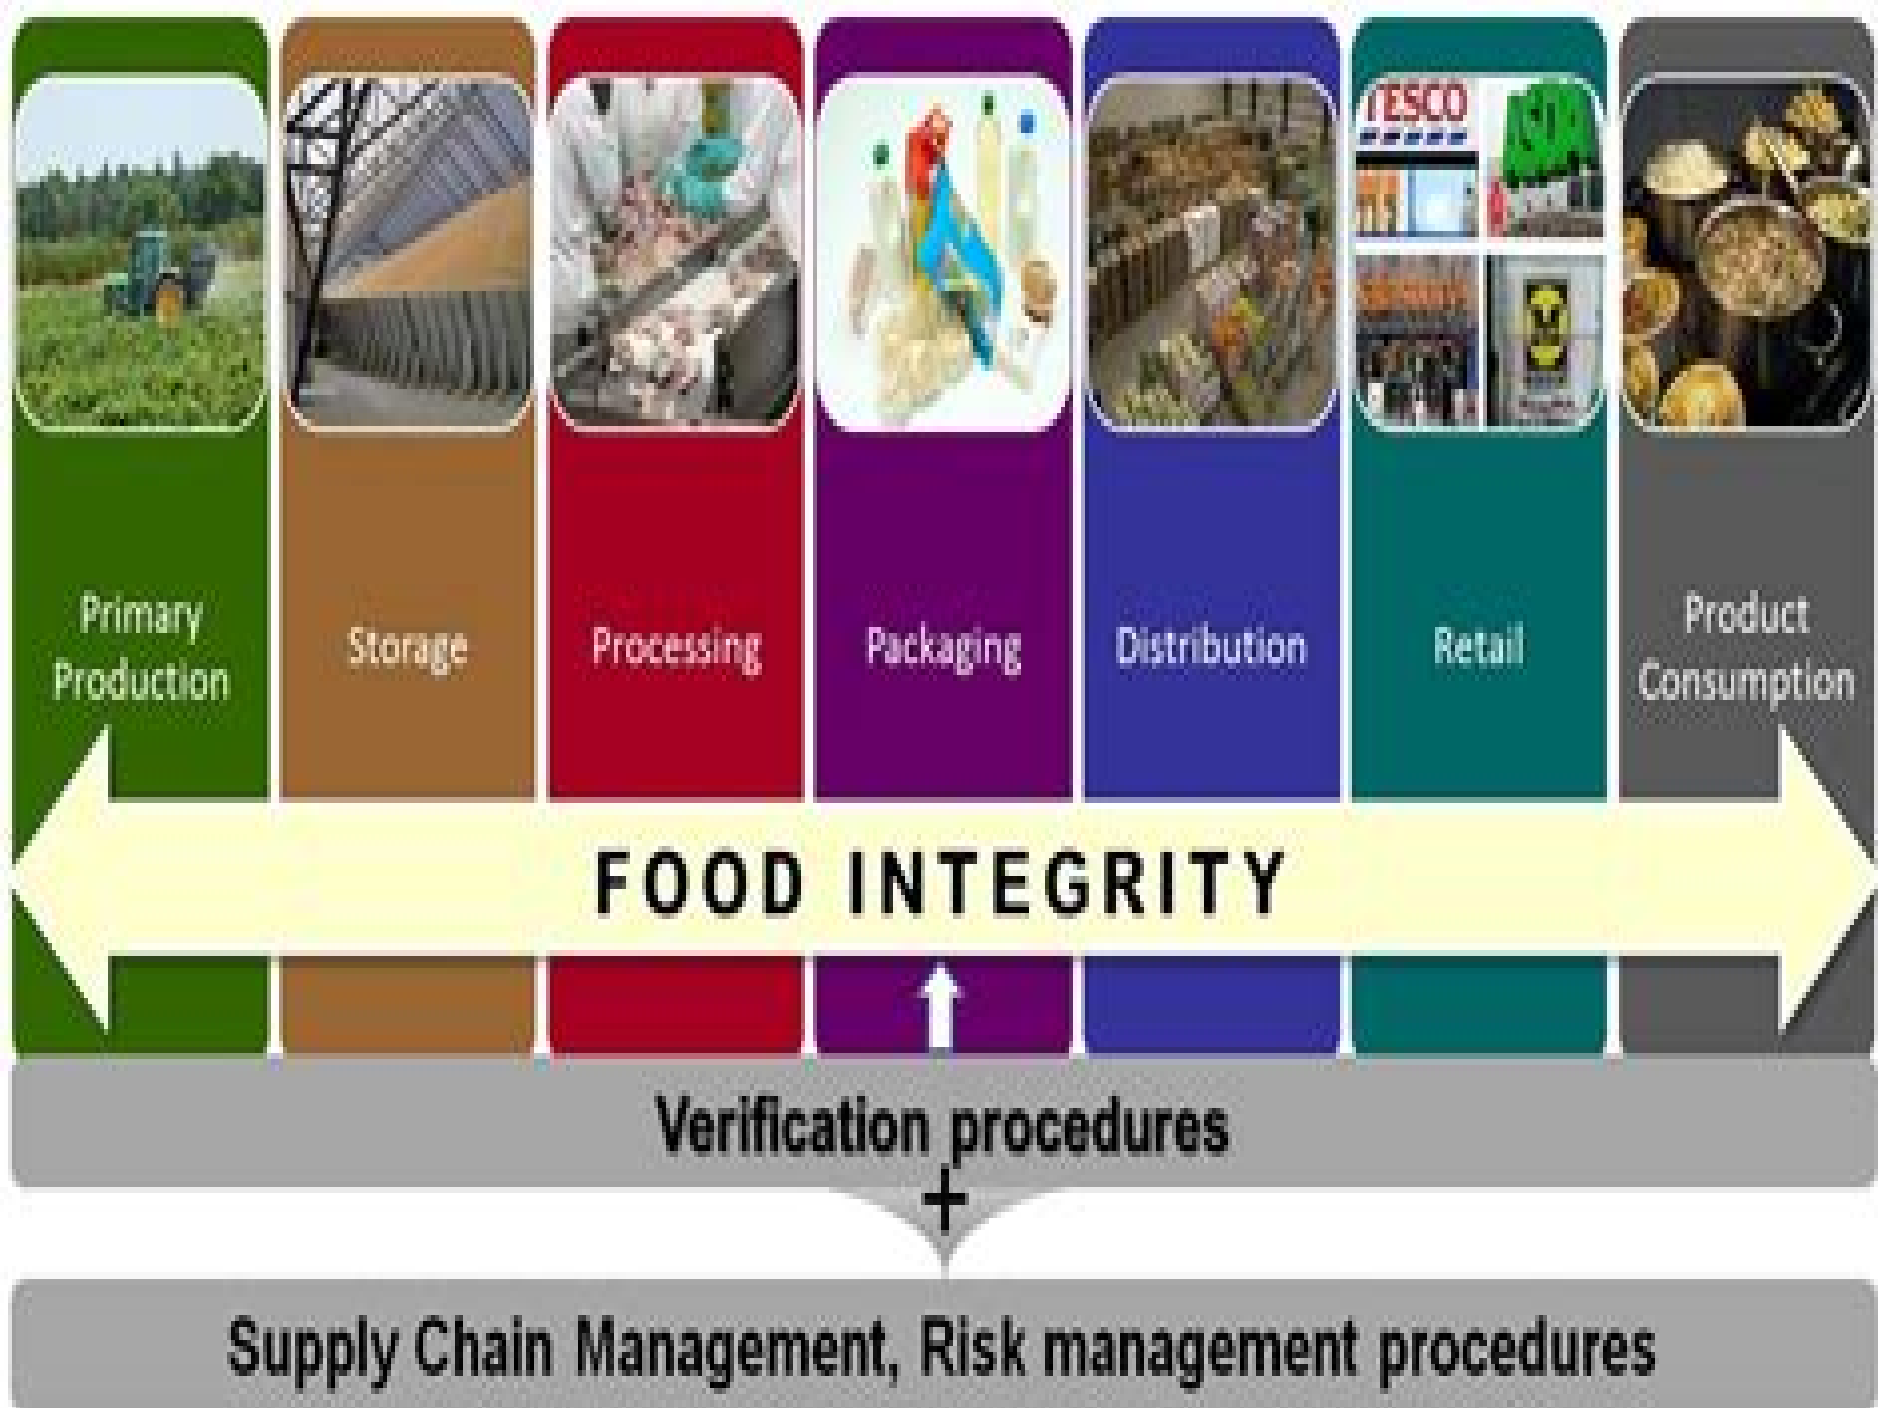 TESCO
Primary
Production
Storage
Processing
Packaging
Distribution
Retail
Product
Consumption
FOOD INTEGRITY
Verification procedures
+
Supply Chain Management, Risk management procedures